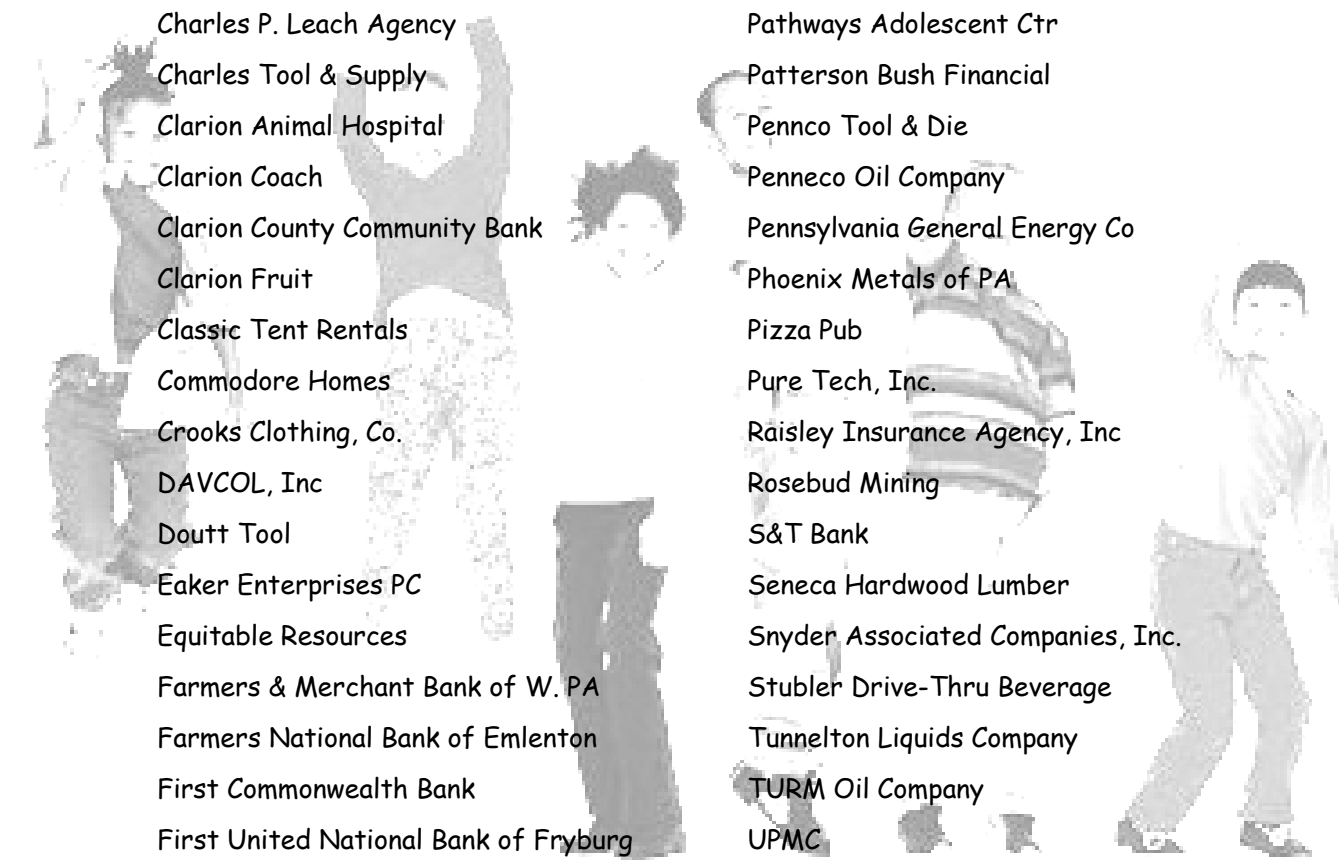 Charles P. Leach Agency
Charles Tool & Supply
Clarion Animal Hospital
Clarion Coach
Clarion County Community Bank
Clarion Fruit
Classic Tent Rentals
Commodore Homes
Crooks Clothing, Co.
DAVCOL, Inc
Doutt Tool
Eaker Enterprises PC
Equitable Resources
Farmers & Merchant Bank of W. PA
Farmers National Bank of Emlenton
First Commonwealth Bank
First United National Bank of Fryburg
Pathways Adolescent Ctr
Patterson Bush Financial
Pennco Tool & Die
Penneco Oil Company
Pennsylvania General Energy Co
Phoenix Metals of PA
Pizza Pub
Pure Tech, Inc.
Raisley Insurance Agency, Inc
Rosebud Mining
S&T Bank
Seneca Hardwood Lumber
Snyder Associated Companies, Inc.
Stubler Drive-Thru Beverage
Tunnelton Liquids Company
TURM Oil Company
UPMC